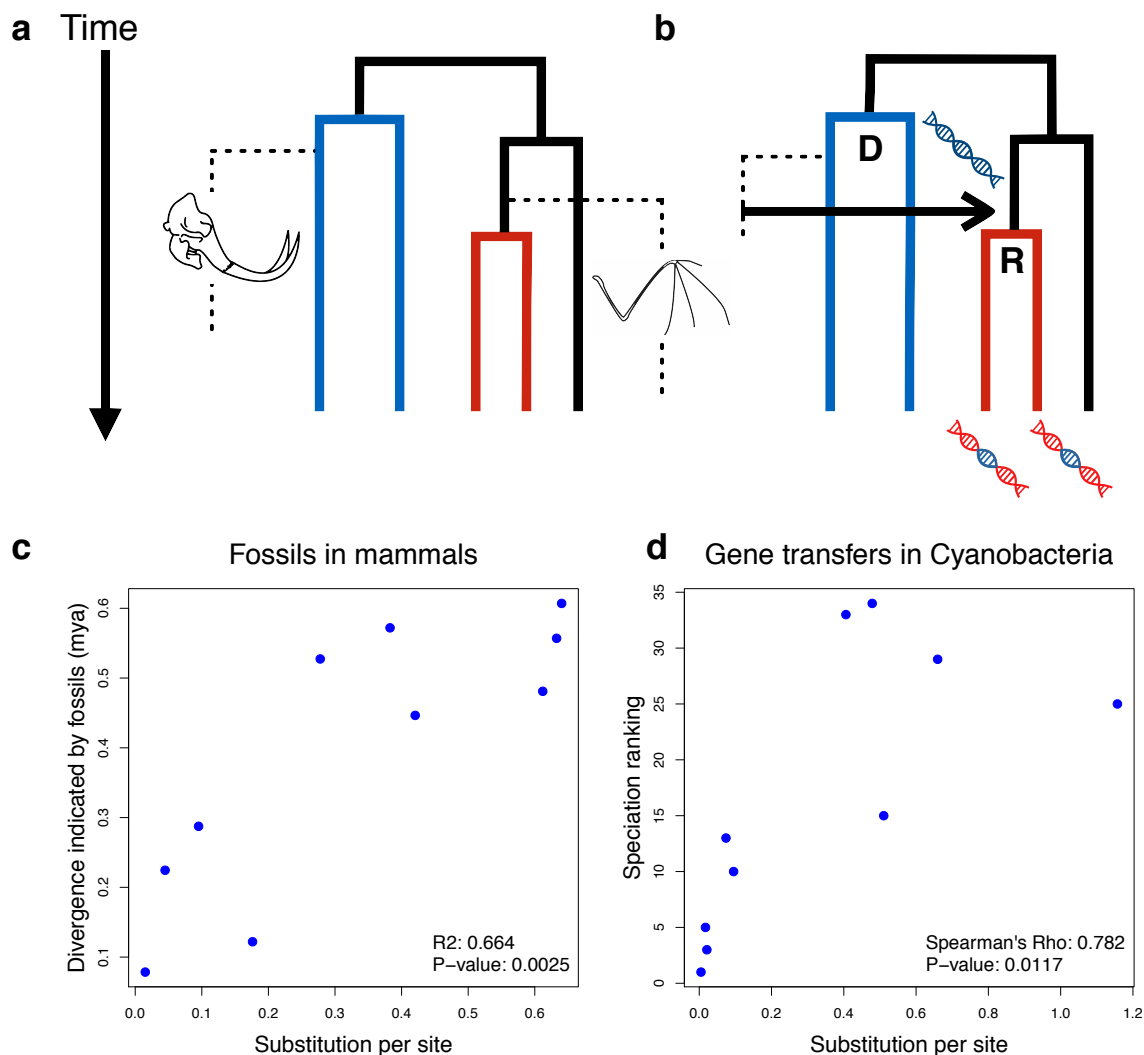 a Time
b
D
R
c
Fossils in mammals
Divergence indicated by fossils (mya)
0.6
0.5
0.4
0.3
0.2
0.1
R2: 0.664
P−value: 0.0025
0.0 0.1 0.2 0.3 0.4 0.5 0.6
Substitution per site
d
Gene transfers in Cyanobacteria
Speciation ranking
35
30
25
20
15
10
5
0
Spearman's Rho: 0.782
P−value: 0.0117
0.0 0.2 0.4 0.6 0.8 1.0 1.2
Substitution per site